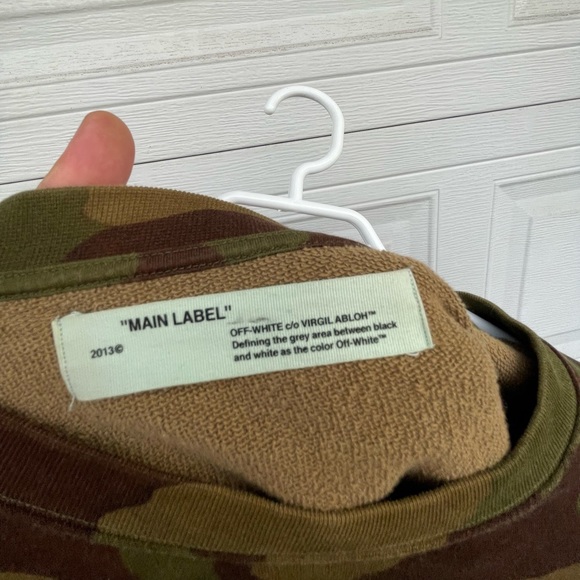 "MAIN LABEL"
2013©
OFF-WHITE c/o VIRGIL ABLOH™
Defining the grey area between black
and white as the color Off-White™